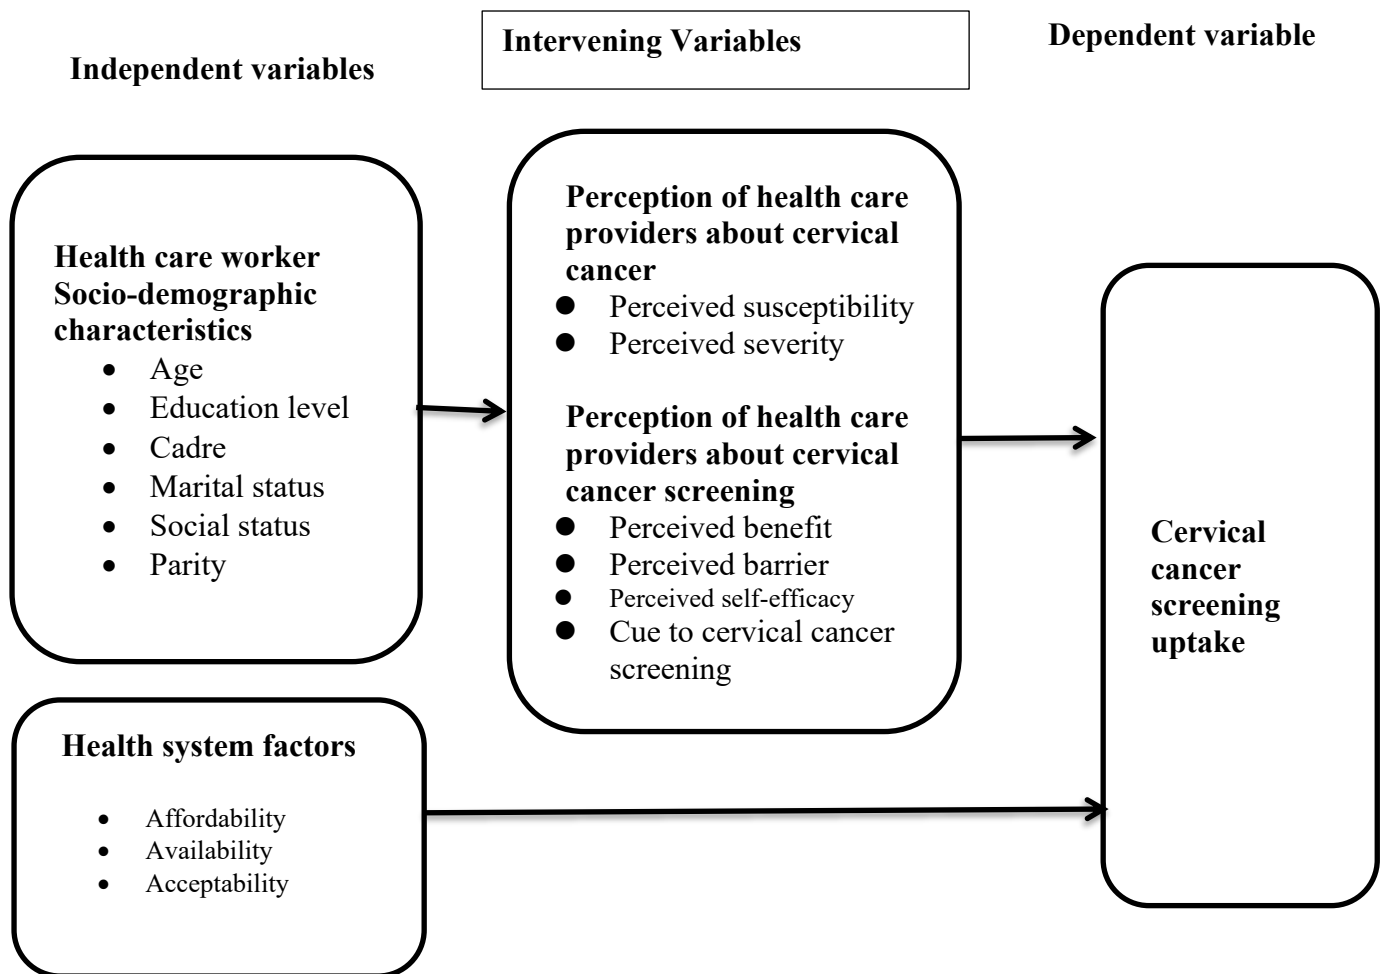 Independent variables
Intervening Variables
Dependent variable
Health care worker
Socio-demographic
characteristics
• Age
• Education level
• Cadre
• Marital status
• Social status
• Parity
Health system factors
• Affordability
• Availability
• Acceptability
Perception of health care
providers about cervical
cancer
● Perceived susceptibility
● Perceived severity
Perception of health care
providers about cervical
cancer screening
● Perceived benefit
● Perceived barrier
● Perceived self-efficacy
● Cue to cervical cancer
screening
Cervical
cancer
screening
uptake